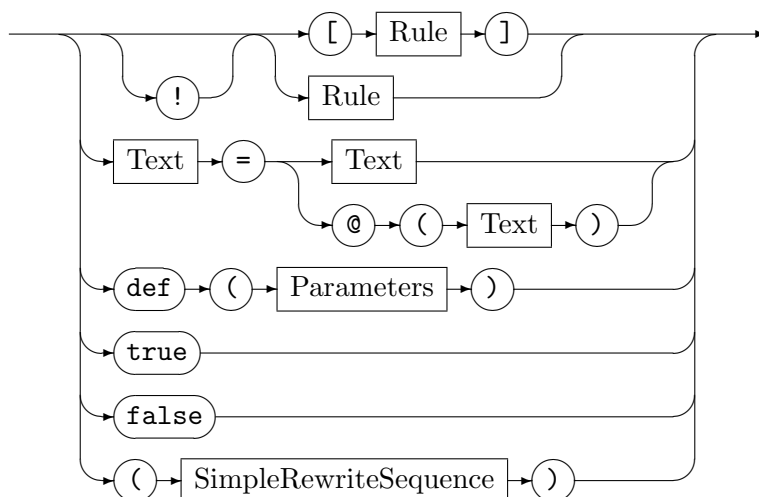 [ Rule ]
! Rule
Text = Text
@ ( Text )
def ( Parameters )
true
false
( SimpleRewriteSequence )